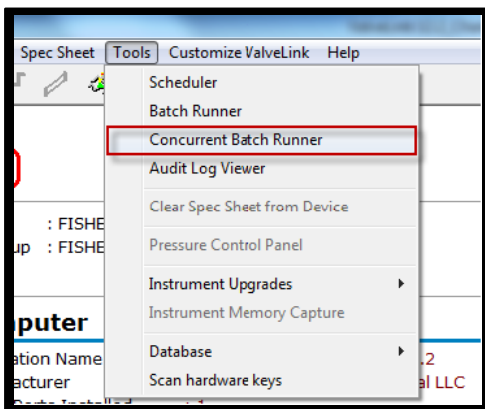 Spec Sheet Tools Customize ValveLink Help
Scheduler
Batch Runner
Concurrent Batch Runner
Audit Log Viewer
Clear Spec Sheet from Device
: FISHE
up : FISHE
Pressure Control Panel
Instrument Upgrades
Instrument Memory Capture
puter
ation Name
Database
.2
acturer
Scan hardware keys
al LLC